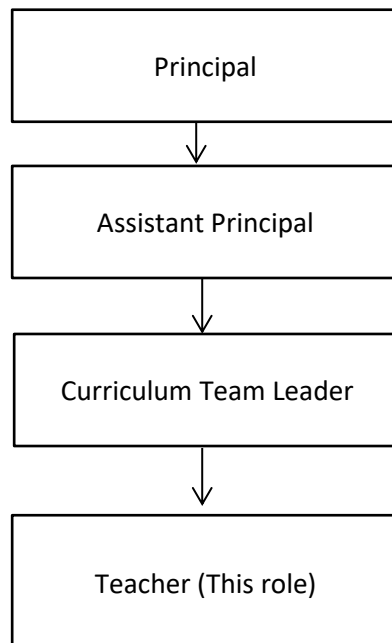 Principal
Assistant Principal
Curriculum Team Leader
Teacher (This role)